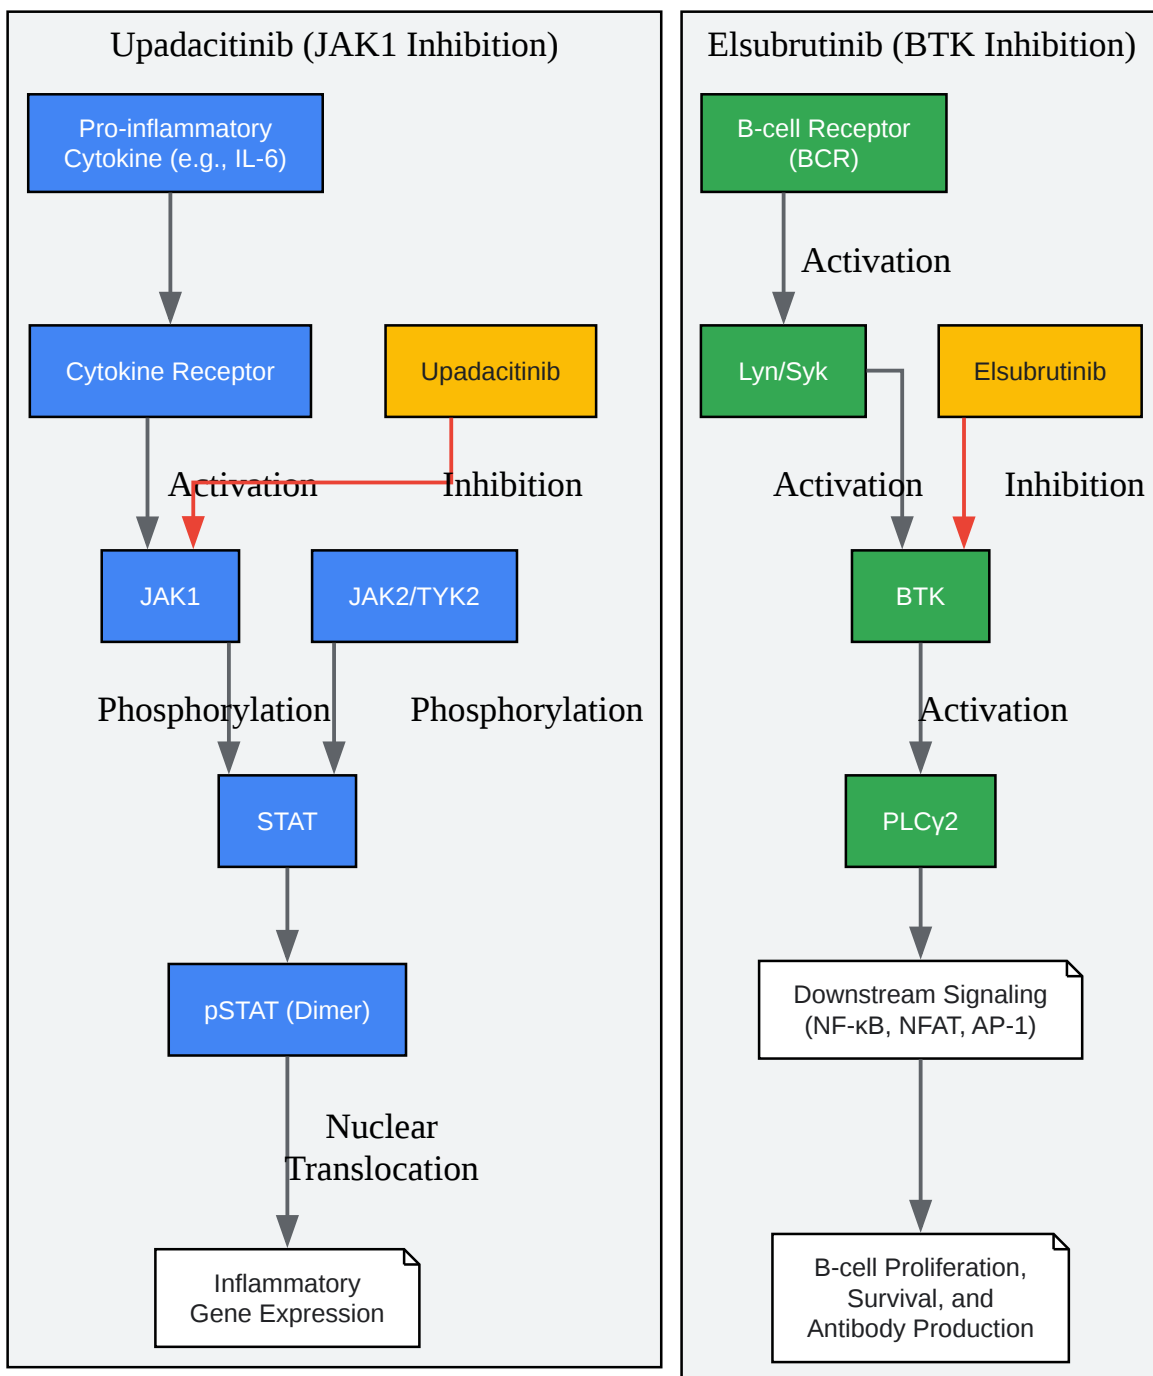 Upadacitinib (JAK1 Inhibition)
Pro-inflammatory
Cytokine (e.g., IL-6)
Cytokine Receptor
Upadacitinib
Activation
Inhibition
JAK1
JAK2/TYK2
Phosphorylation
Phosphorylation
STAT
pSTAT (Dimer)
Nuclear
Translocation
Inflammatory
Gene Expression
Elsubrutinib (BTK Inhibition)
B-cell Receptor
(BCR)
Activation
Lyn/Syk
Elsubrutinib
Activation
Inhibition
BTK
Activation
PLCγ2
Downstream Signaling
(NF-κB, NFAT, AP-1)
B-cell Proliferation,
Survival, and
Antibody Production